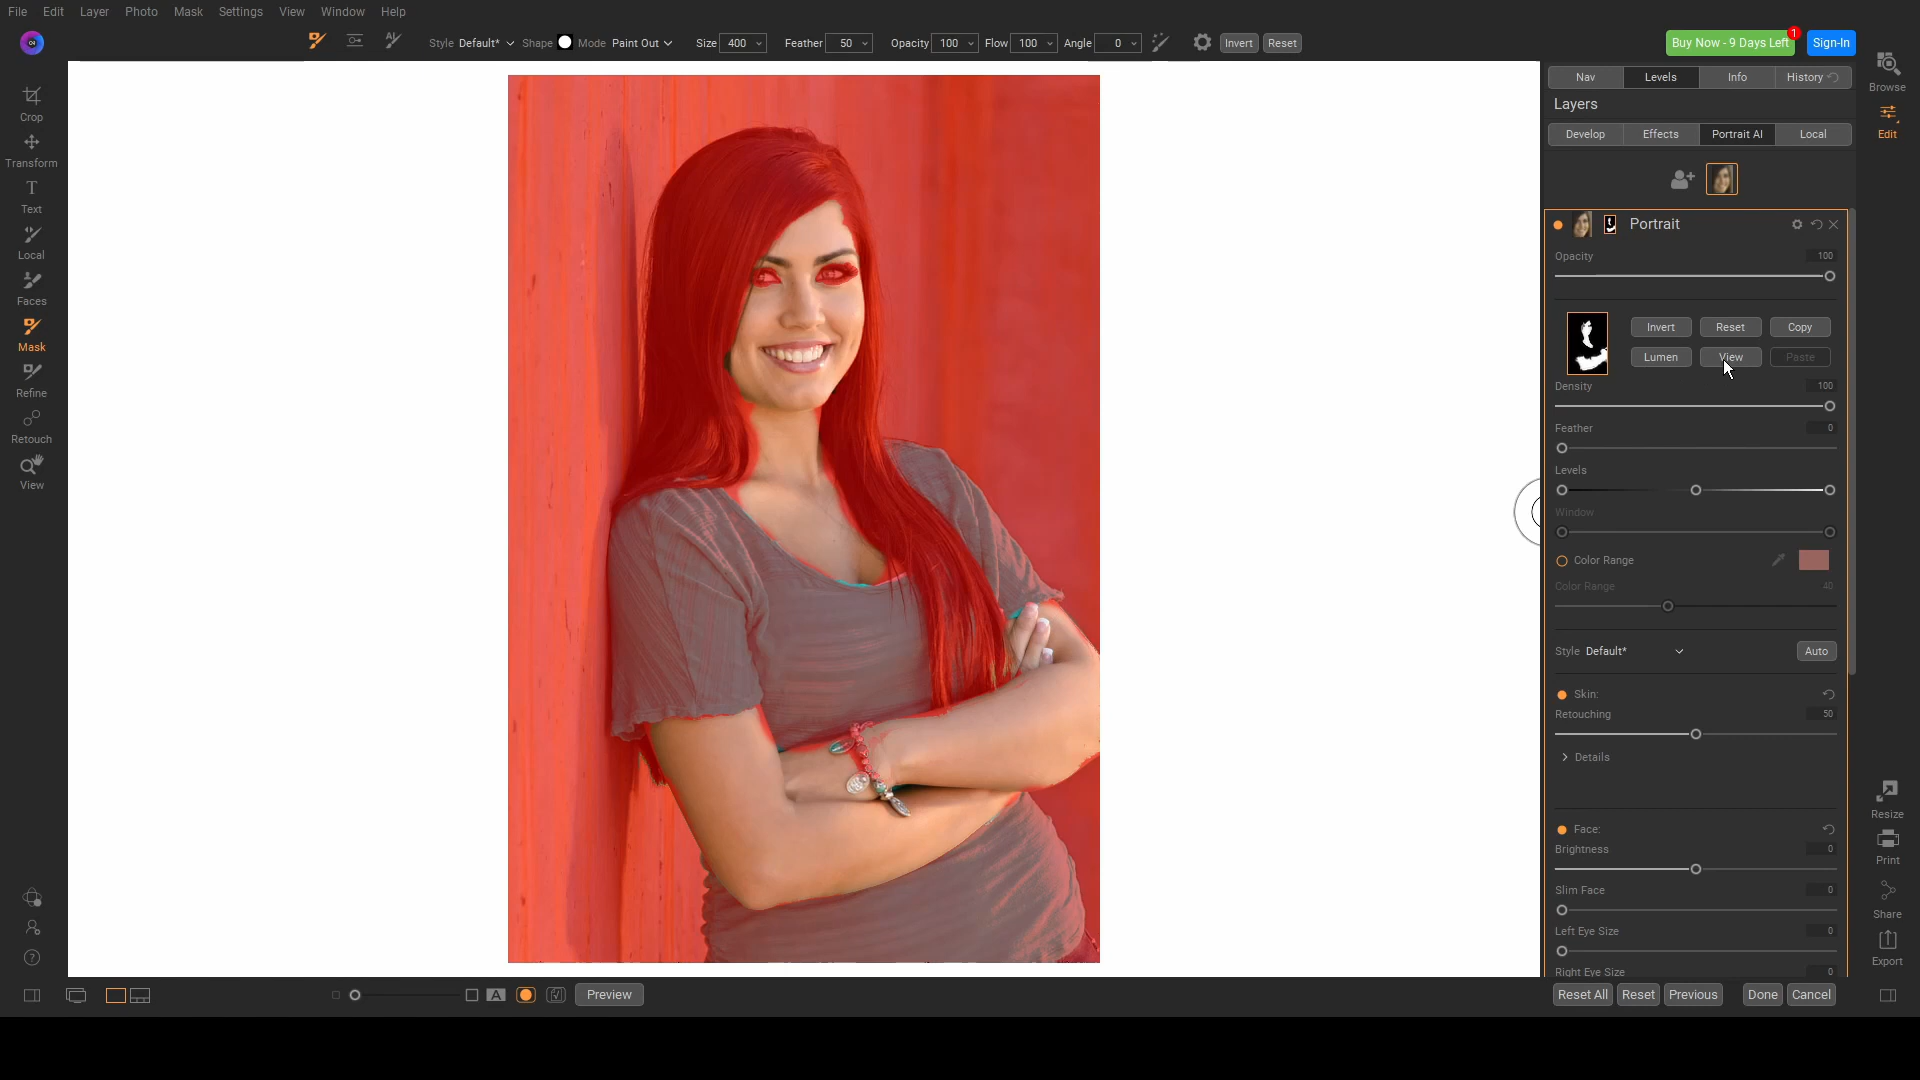 File Edit Layer Photo Mask Settings View Window Help
Style Default* Shape Mode Paint Out Size 400 Feather 50 Opacity 100 Flow 100 Angle 0 Invert Reset
Buy Now - 9 Days Left 1 Sign-In
Crop
Transform
T
Text
Local
Faces
Mask
Refine
Retouch
View
Nav Levels Info History
Layers
Develop Effects Portrait AI Local
Portrait
Opacity 100
Invert Reset Copy
Lumen View Paste
Density 100
Feather 0
Levels
Window
Color Range
Color Range 40
Style Default* Auto
Skin:
Retouching 50
Details
Face:
Brightness 0
Slim Face 0
Left Eye Size 0
Right Eye Size 0
Browse
Edit
Resize
Print
Share
Export
A Preview
Reset All Reset Previous Done Cancel